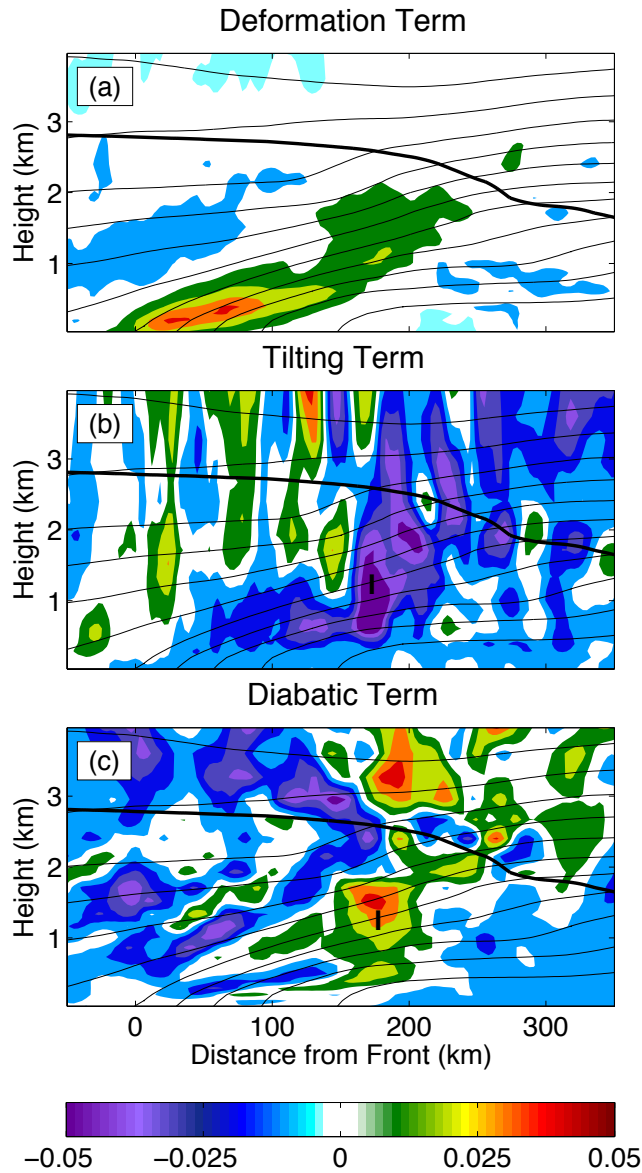 Deformation Term
(a)
3
2
1
Height (km)
Tilting Term
(b)
3
2
1
Height (km)
Diabatic Term
(c)
3
2
1
Height (km)
0 100 200 300
Distance from Front (km)
−0.05 −0.025 0 0.025 0.05